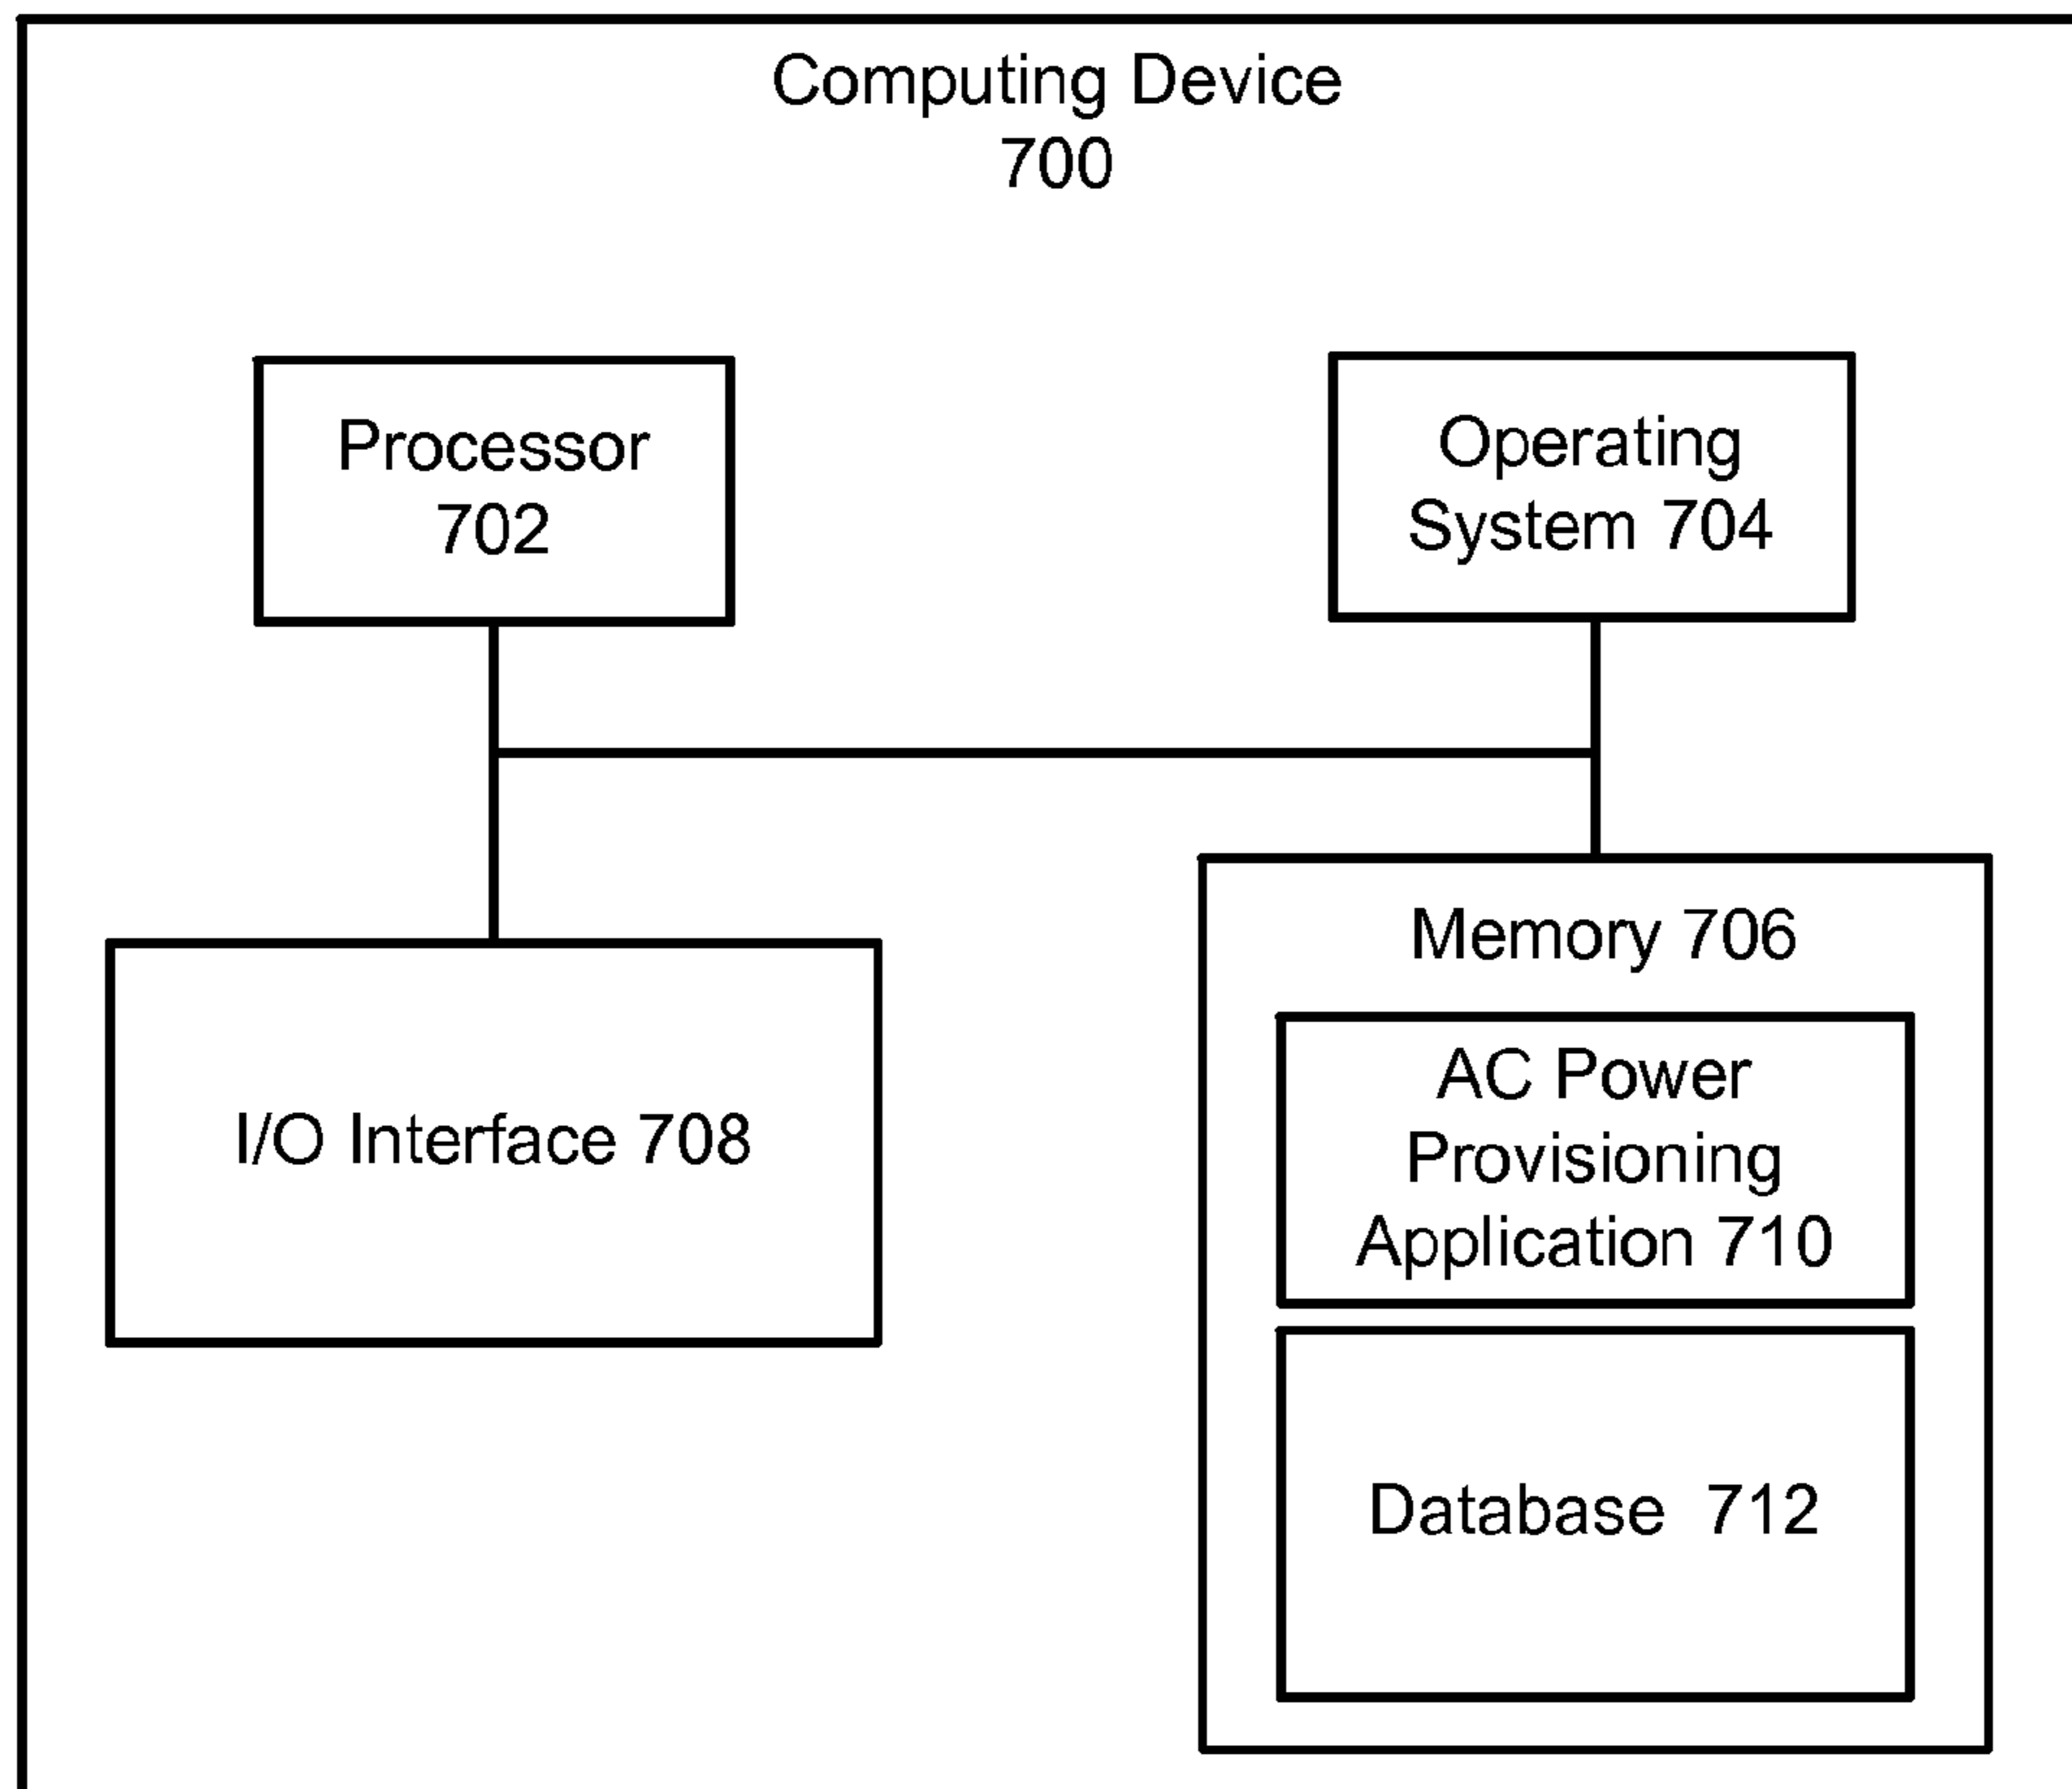 Computing Device
700
Processor
702
Operating
System 704
I/O Interface 708
Memory 706
AC Power
Provisioning
Application 710
Database 712